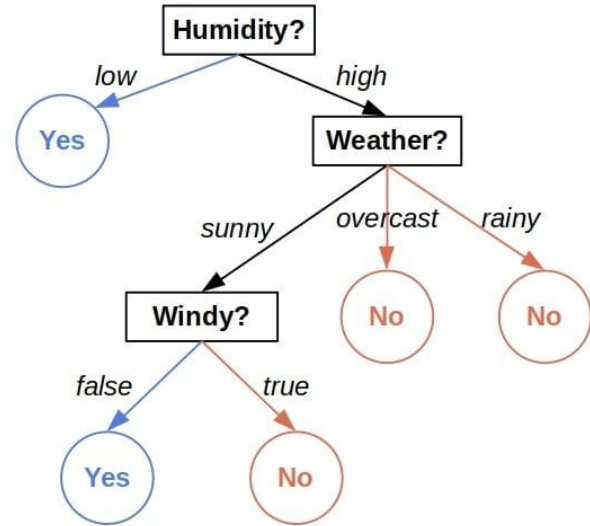 Humidity?
low
high
Yes
Weather?
sunny
overcast
rainy
Windy?
No
No
false
true
Yes
No